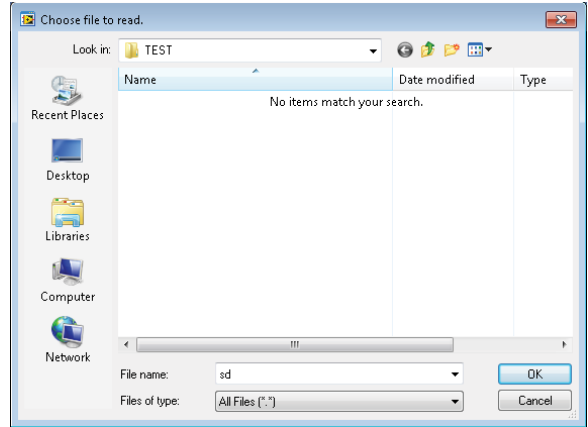 Choose file to read.
Look in: TEST
Name Date modified Type
No items match your search.
Recent Places
Desktop
Libraries
Computer
Network
File name: sd OK
Files of type: All Files (*.*) Cancel